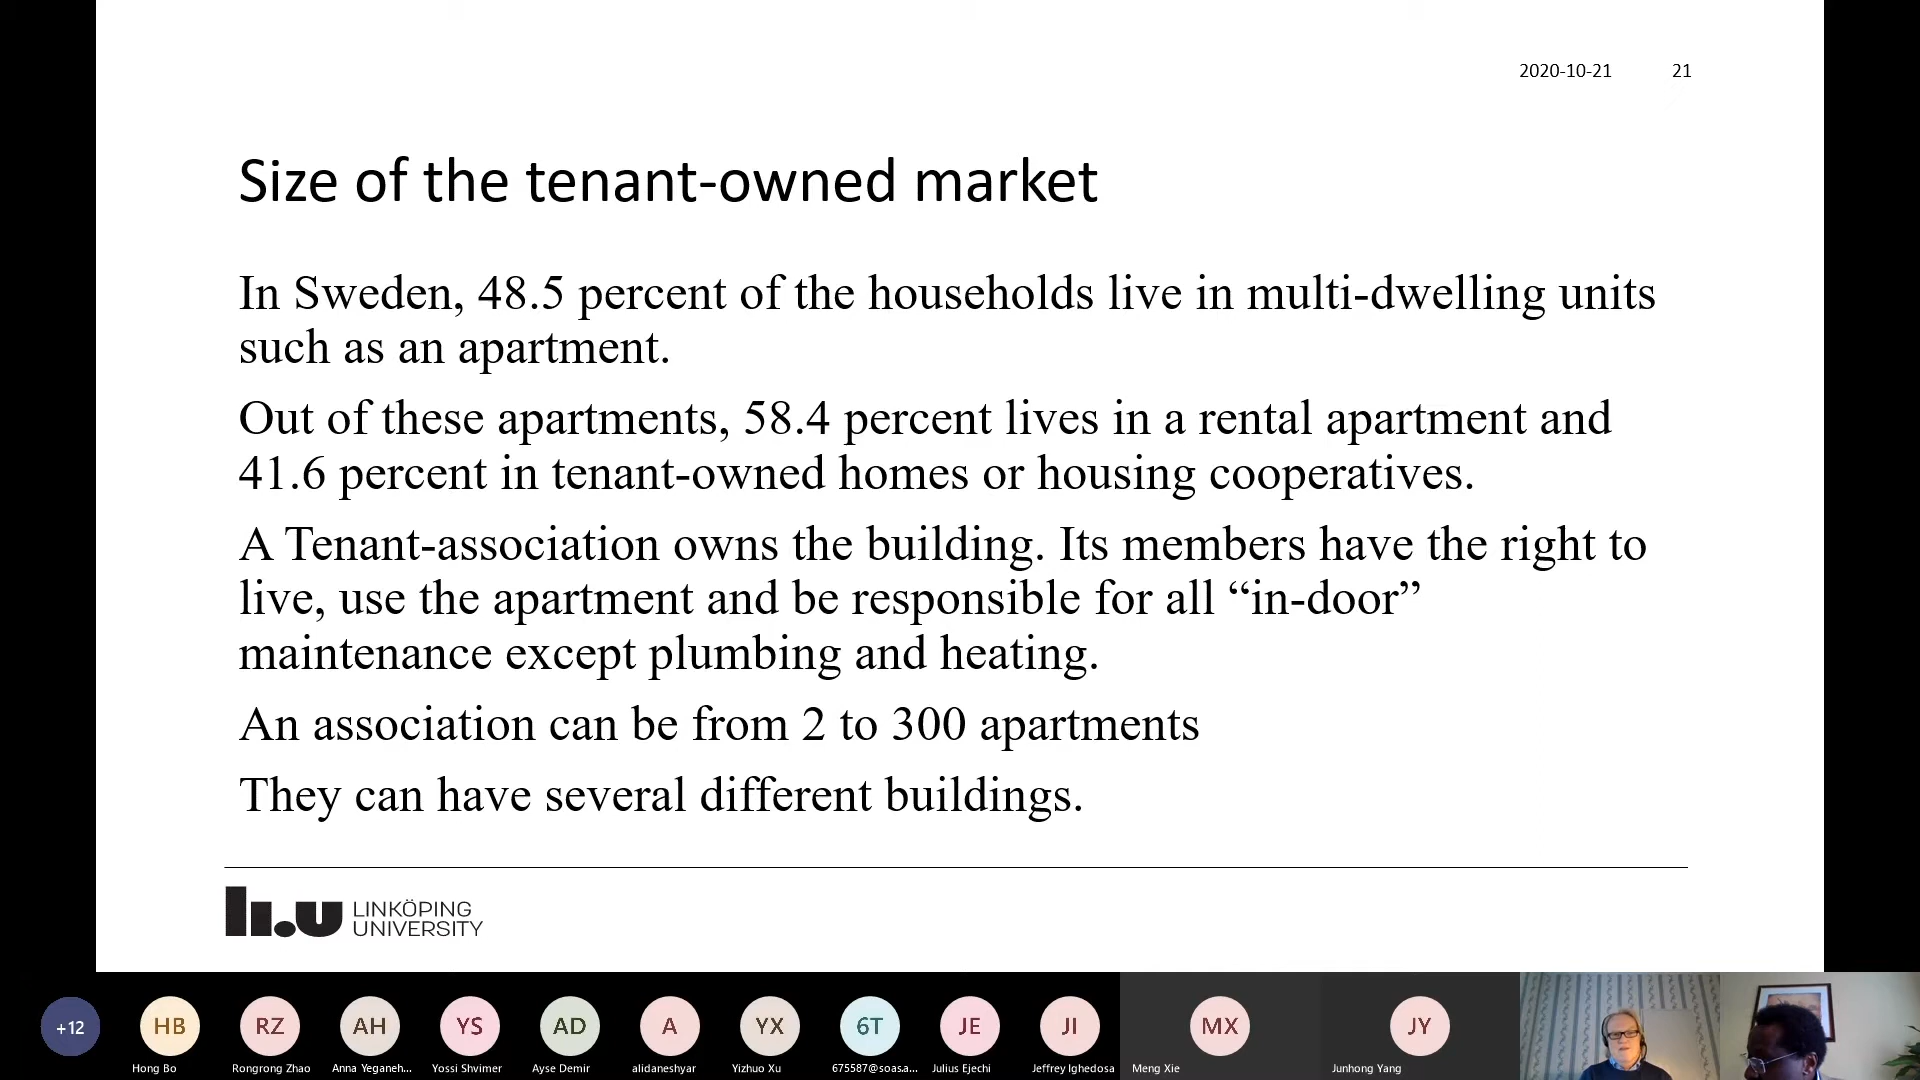 2020-10-21 21
Size of the tenant-owned market
In Sweden, 48.5 percent of the households live in multi-dwelling units
such as an apartment.
Out of these apartments, 58.4 percent lives in a rental apartment and
41.6 percent in tenant-owned homes or housing cooperatives.
A Tenant-association owns the building. Its members have the right to
live, use the apartment and be responsible for all “in-door”
maintenance except plumbing and heating.
An association can be from 2 to 300 apartments
They can have several different buildings.
li.u LINKÖPING
UNIVERSITY
+12 HB RZ AH YS AD A YX 6T JE JI MX JY
Hong Bo Rongrong Zhao Anna Yeganeh... Yossi Shvimer Ayse Demir alidaneshyar Yizhuo Xu 675587@soas.a... Julius Ejechi Jeffrey Ighedosa Meng Xie Junhong Yang